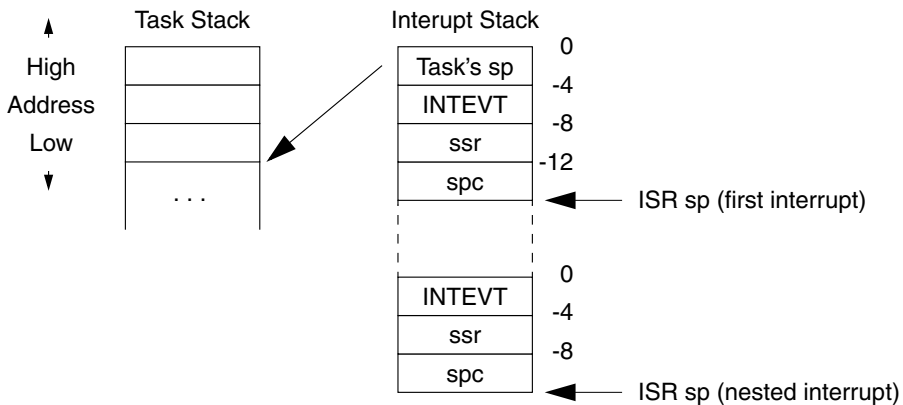 Task Stack
Interupt Stack
High
Address
Low
. . .
Task's sp
INTEVT
ssr
spc
0
-4
-8
-12
ISR sp (first interrupt)
INTEVT
ssr
spc
0
-4
-8
ISR sp (nested interrupt)